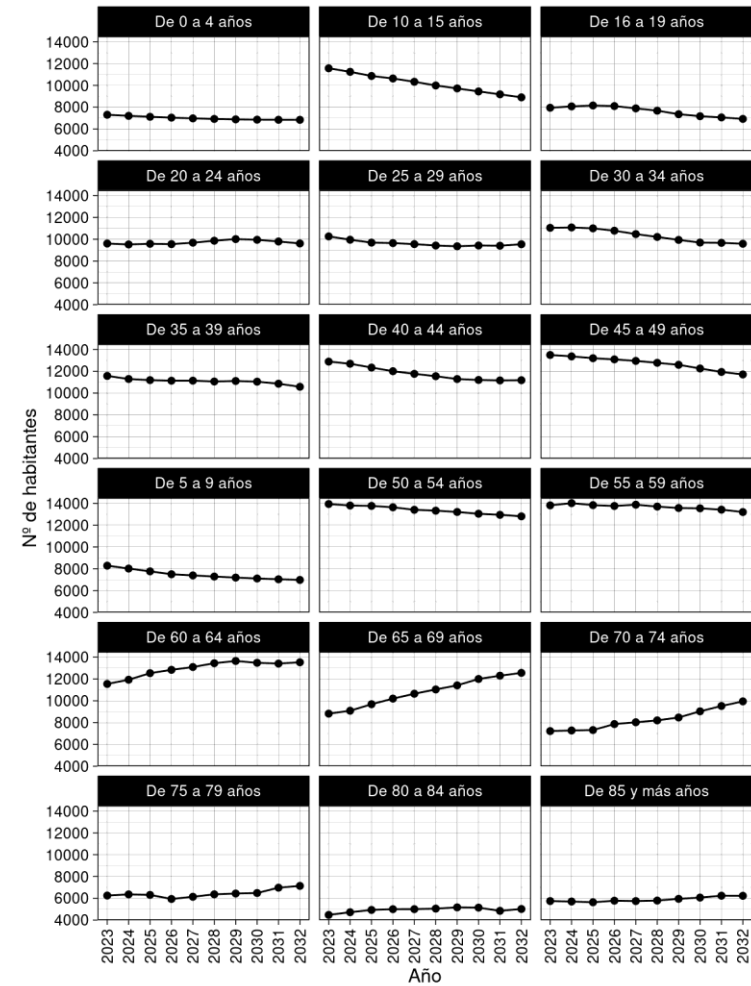 De 0 a 4 años
De 10 a 15 años
De 16 a 19 años
14000
12000
10000
8000
6000
4000
De 20 a 24 años
De 25 a 29 años
De 30 a 34 años
14000
12000
10000
8000
6000
4000
De 35 a 39 años
De 40 a 44 años
De 45 a 49 años
14000
12000
10000
8000
6000
4000
Nº de habitantes
De 5 a 9 años
De 50 a 54 años
De 55 a 59 años
14000
12000
10000
8000
6000
4000
De 60 a 64 años
De 65 a 69 años
De 70 a 74 años
14000
12000
10000
8000
6000
4000
De 75 a 79 años
De 80 a 84 años
De 85 y más años
14000
12000
10000
8000
6000
4000
2023 2024 2025 2026 2027 2028 2029 2030 2031 2032
2023 2024 2025 2026 2027 2028 2029 2030 2031 2032
2023 2024 2025 2026 2027 2028 2029 2030 2031 2032
Año